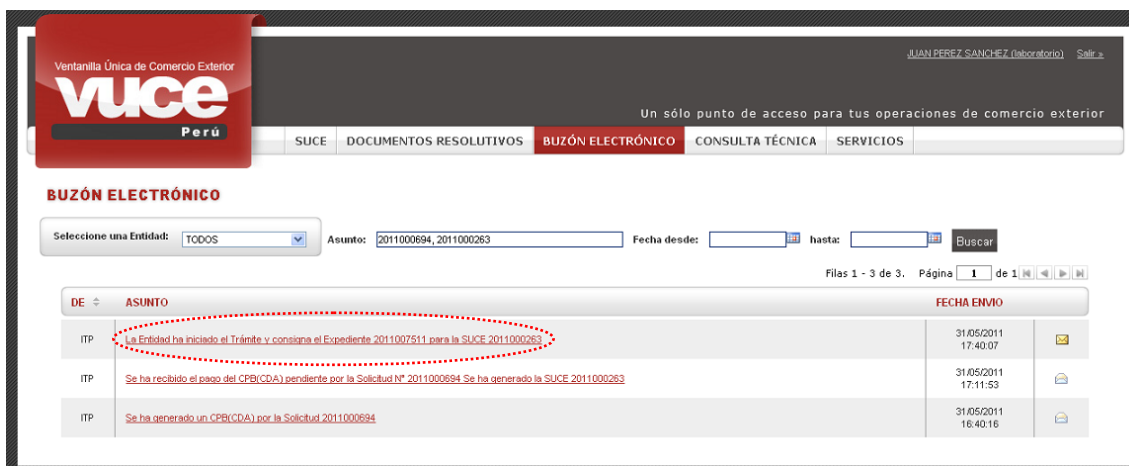 JUAN PEREZ SANCHEZ (laboratorio) Salir »
Ventanilla Única de Comercio Exterior
vuce
Perú
Un sólo punto de acceso para tus operaciones de comercio exterior
SUCE DOCUMENTOS RESOLUTIVOS BUZÓN ELECTRÓNICO CONSULTA TÉCNICA SERVICIOS
BUZÓN ELECTRÓNICO
Seleccione una Entidad: TODOS Asunto: 2011000694, 2011000263 Fecha desde: hasta: Buscar
Filas 1 - 3 de 3. Página 1 de 1
DE ASUNTO FECHA ENVIO
ITP La Entidad ha iniciado el Trámite y consigna el Expediente 2011007511 para la SUCE 2011000263 31/05/2011
17:40:07
ITP Se ha recibido el pago del CPB(CDA) pendiente por la Solicitud N° 2011000694 Se ha generado la SUCE 2011000263 31/05/2011
17:11:53
ITP Se ha generado un CPB(CDA) por la Solicitud 2011000694 31/05/2011
16:40:16